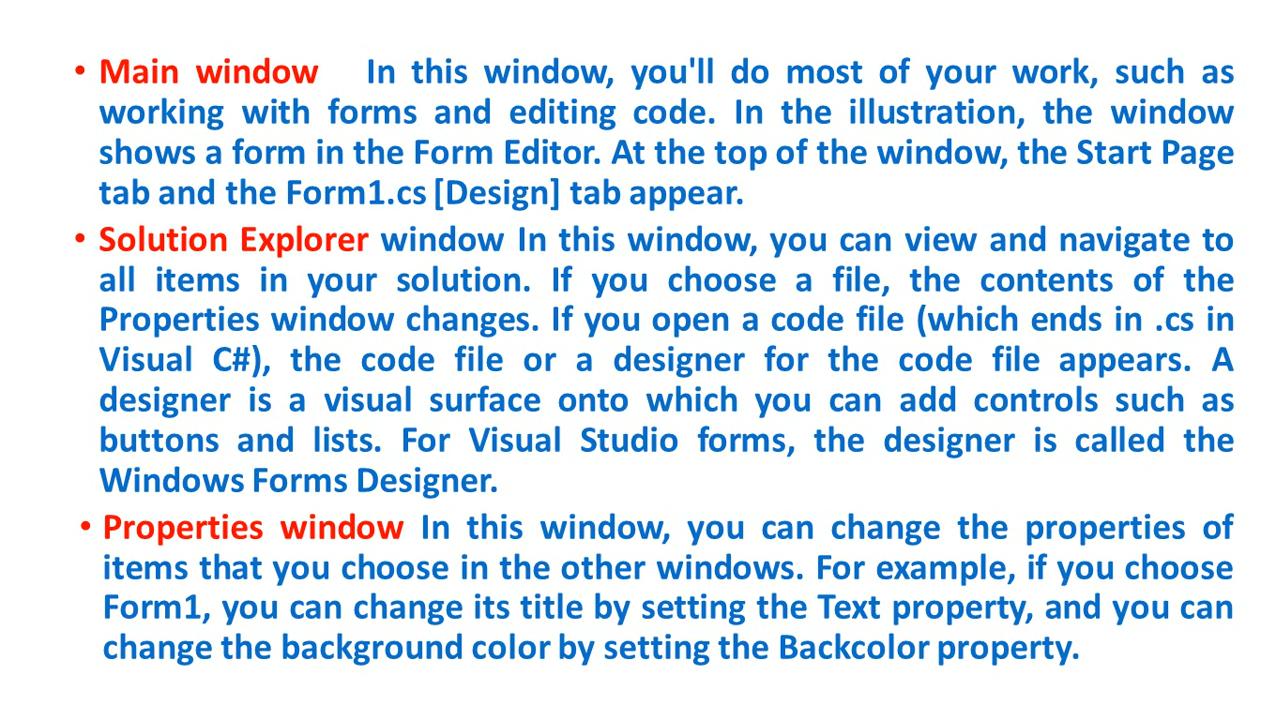 • Main window In this window, you'll do most of your work, such as
working with forms and editing code. In the illustration, the window
shows a form in the Form Editor. At the top of the window, the Start Page
tab and the Form1.cs [Design] tab appear.
• Solution Explorer window In this window, you can view and navigate to
all items in your solution. If you choose a file, the contents of the
Properties window changes. If you open a code file (which ends in .cs in
Visual C#), the code file or a designer for the code file appears. A
designer is a visual surface onto which you can add controls such as
buttons and lists. For Visual Studio forms, the designer is called the
Windows Forms Designer.
• Properties window In this window, you can change the properties of
items that you choose in the other windows. For example, if you choose
Form1, you can change its title by setting the Text property, and you can
change the background color by setting the Backcolor property.